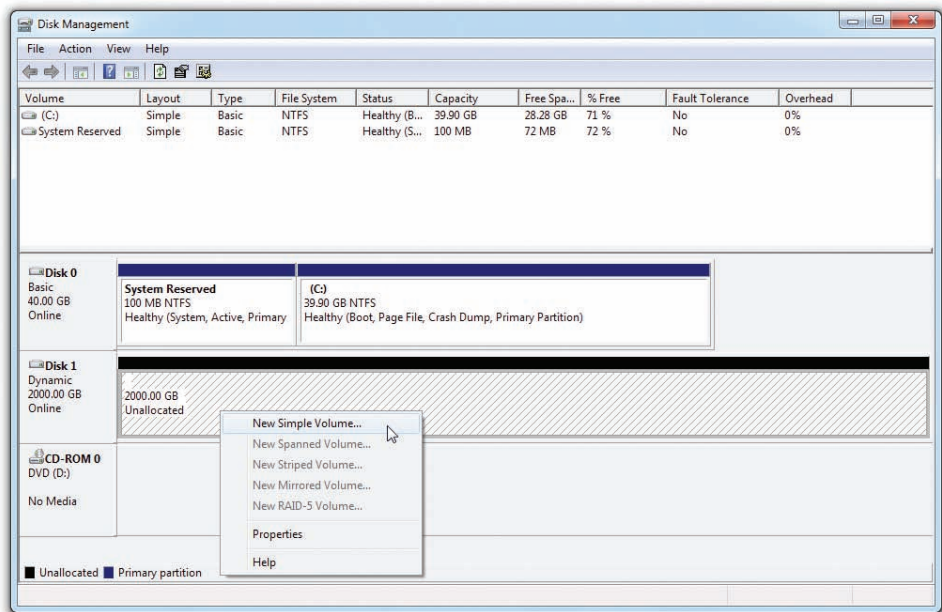 Disk Management
File Action View Help
Volume Layout Type File System Status Capacity Free Spa... % Free Fault Tolerance Overhead
(C:) Simple Basic NTFS Healthy (B... 39.90 GB 28.28 GB 71 % No 0%
System Reserved Simple Basic NTFS Healthy (S... 100 MB 72 MB 72 % No 0%
Disk 0
Basic
40.00 GB
Online
System Reserved
100 MB NTFS
Healthy (System, Active, Primary
(C:)
39.90 GB NTFS
Healthy (Boot, Page File, Crash Dump, Primary Partition)
Disk 1
Dynamic
2000.00 GB
Online
2000.00 GB
Unallocated
New Simple Volume...
New Spanned Volume...
New Striped Volume...
New Mirrored Volume...
New RAID-5 Volume...
Properties
Help
CD-ROM 0
DVD (D:)
No Media
Unallocated Primary partition